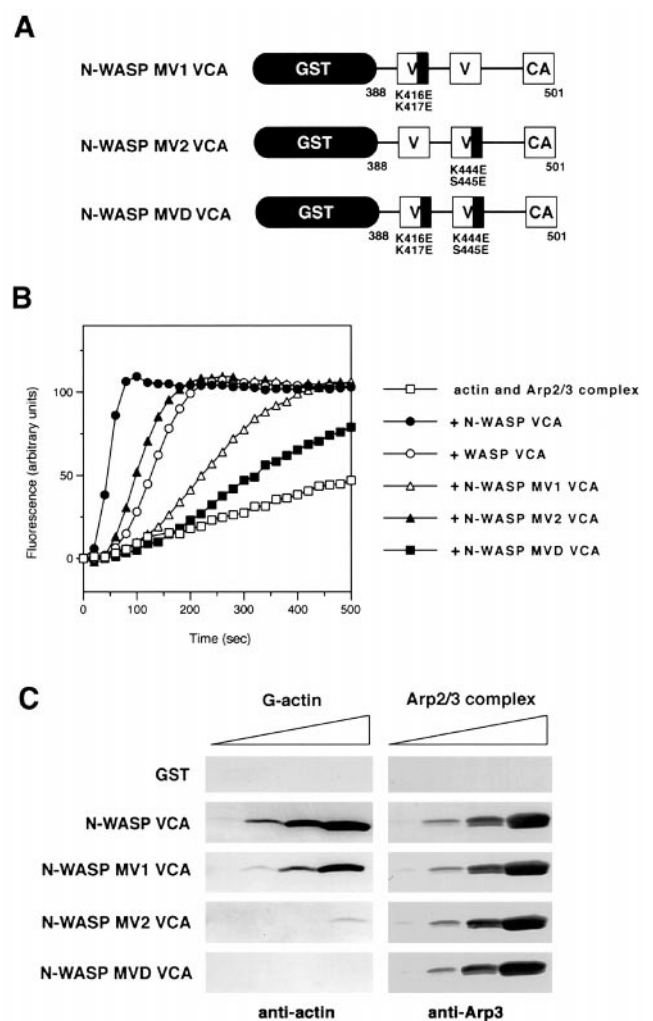 A
N-WASP MV1 VCA
GST
V
V
CA
388
K416E
K417E
501
N-WASP MV2 VCA
GST
V
V
CA
388
K444E
S445E
501
N-WASP MVD VCA
GST
V
V
CA
388
K416E
K417E
K444E
S445E
501
B
Fluorescence (arbitrary units)
100
50
0
0
100
200
300
400
500
Time (sec)
actin and Arp2/3 complex
+ N-WASP VCA
+ WASP VCA
+ N-WASP MV1 VCA
+ N-WASP MV2 VCA
+ N-WASP MVD VCA
C
G-actin
Arp2/3 complex
GST
N-WASP VCA
N-WASP MV1 VCA
N-WASP MV2 VCA
N-WASP MVD VCA
anti-actin
anti-Arp3